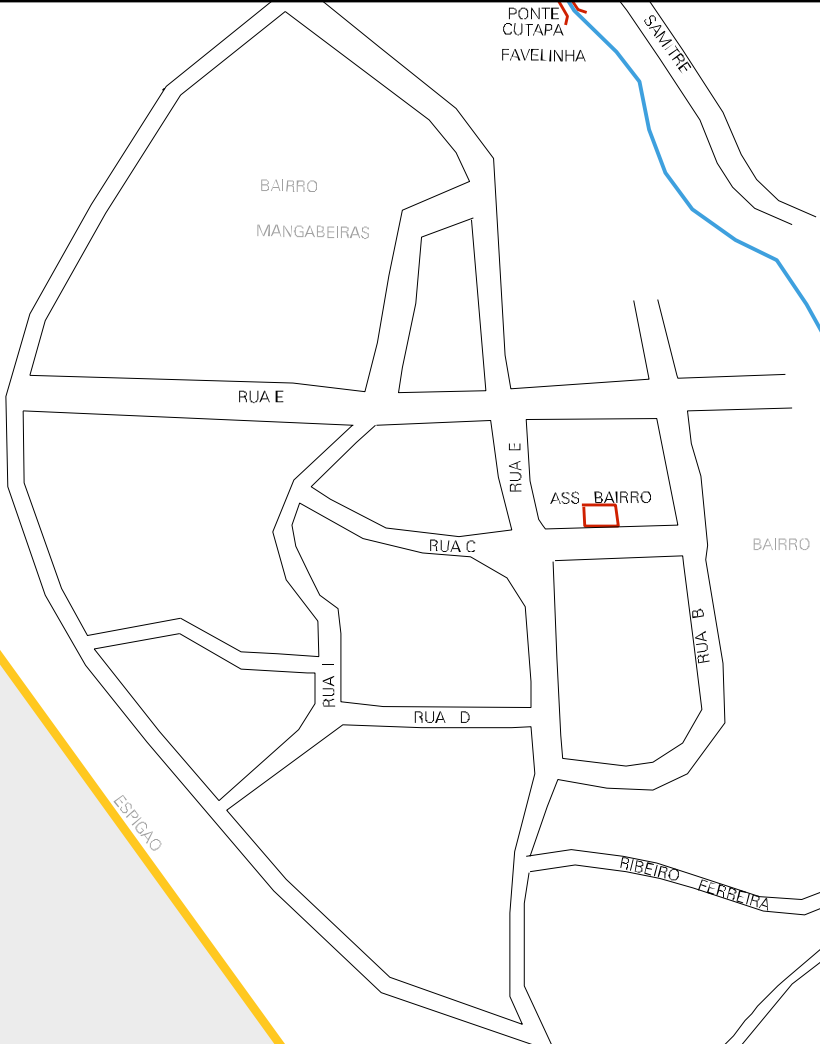 PONTE
CUTAPA
FAVELINHA
SAMITRE
BAIRRO
MANGABEIRAS
RUA E
RUA E
ASS BAIRRO
RUA C
BAIRRO
RUA B
RUA I
RUA D
ESPIGAO
RIBEIRO FERREIRA